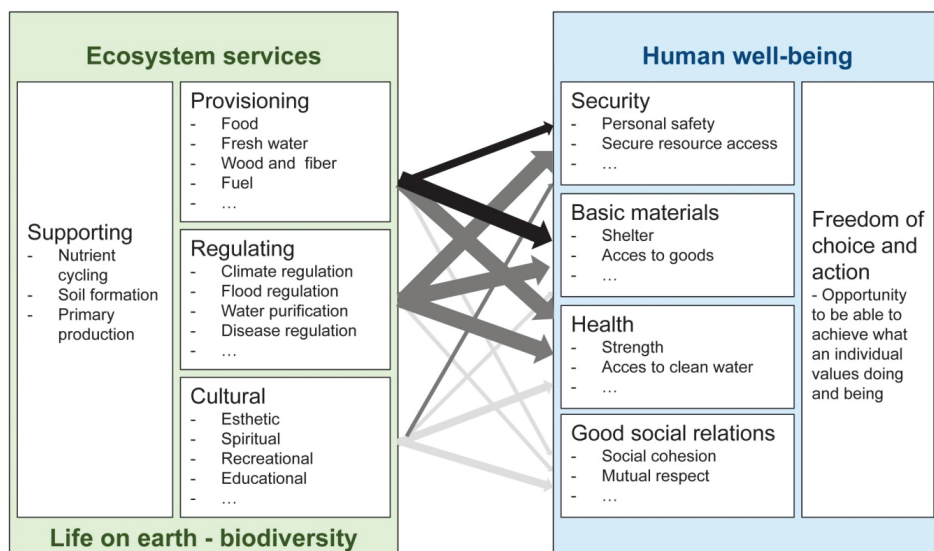 Ecosystem services
Supporting
- Nutrient
cycling
- Soil formation
- Primary
production
Provisioning
- Food
- Fresh water
- Wood and fiber
- Fuel
- …
Regulating
- Climate regulation
- Flood regulation
- Water purification
- Disease regulation
- …
Cultural
- Esthetic
- Spiritual
- Recreational
- Educational
- …
Life on earth - biodiversity
Human well-being
Security
- Personal safety
- Secure resource access
- …
Basic materials
- Shelter
- Acces to goods
- …
Health
- Strength
- Acces to clean water
- …
Good social relations
- Social cohesion
- Mutual respect
- …
Freedom of
choice and
action
- Opportunity
to be able to
achieve what
an individual
values doing
and being